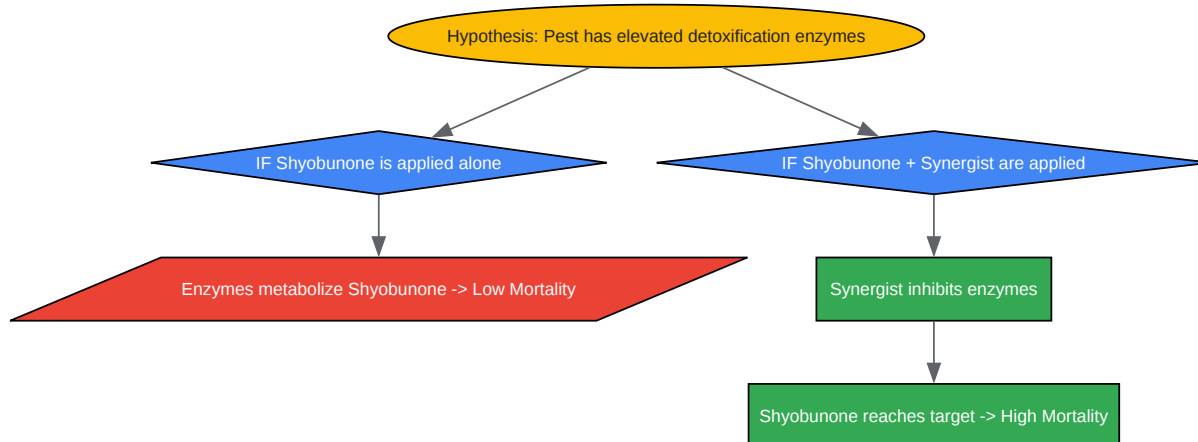 Hypothesis: Pest has elevated detoxification enzymes
IF Shyobunone is applied alone
IF Shyobunone + Synergist are applied
Enzymes metabolize Shyobunone -> Low Mortality
Synergist inhibits enzymes
Shyobunone reaches target -> High Mortality